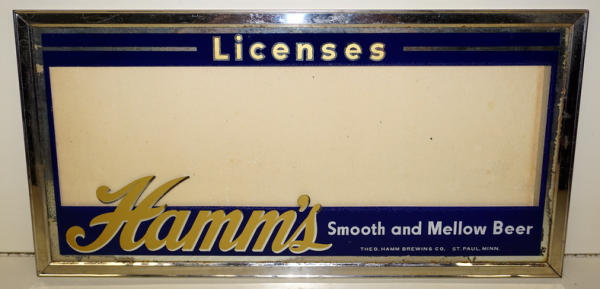 Licenses
Hamm's Smooth and Mellow Beer
THEO. HAMM BREWING CO. ST. PAUL, MINN.